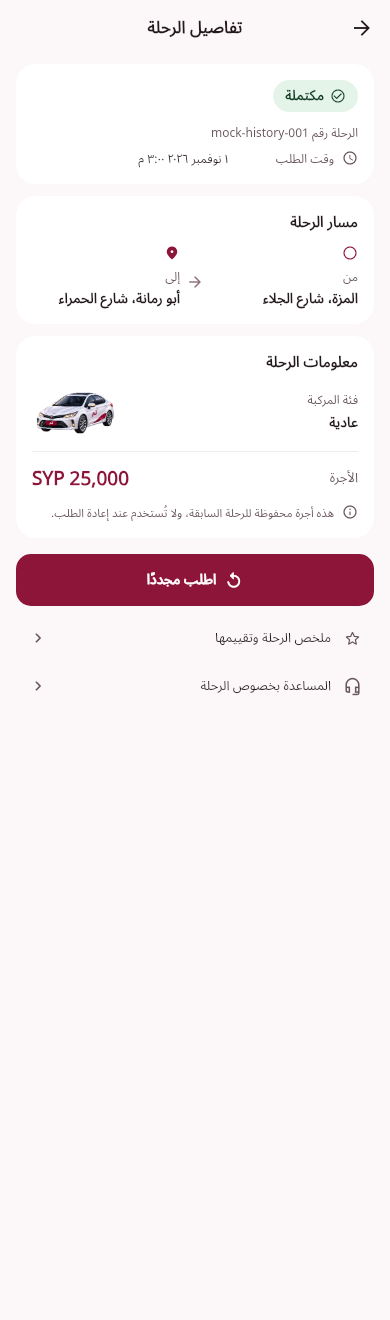 تفاصيل الرحلة
مكتملة
الرحلة رقم mock-history-001
وقت الطلب ١ نوفمبر ٢٠٢٦ ٣:٠٠ م
مسار الرحلة
من
المزة، شارع الجلاء
إلى
أبو رمانة، شارع الحمراء
معلومات الرحلة
فئة المركبة
عادية
الأجرة SYP 25,000
هذه أجرة محفوظة للرحلة السابقة، ولا تُستخدم عند إعادة الطلب.
اطلب مجددًا
ملخص الرحلة وتقييمها
المساعدة بخصوص الرحلة